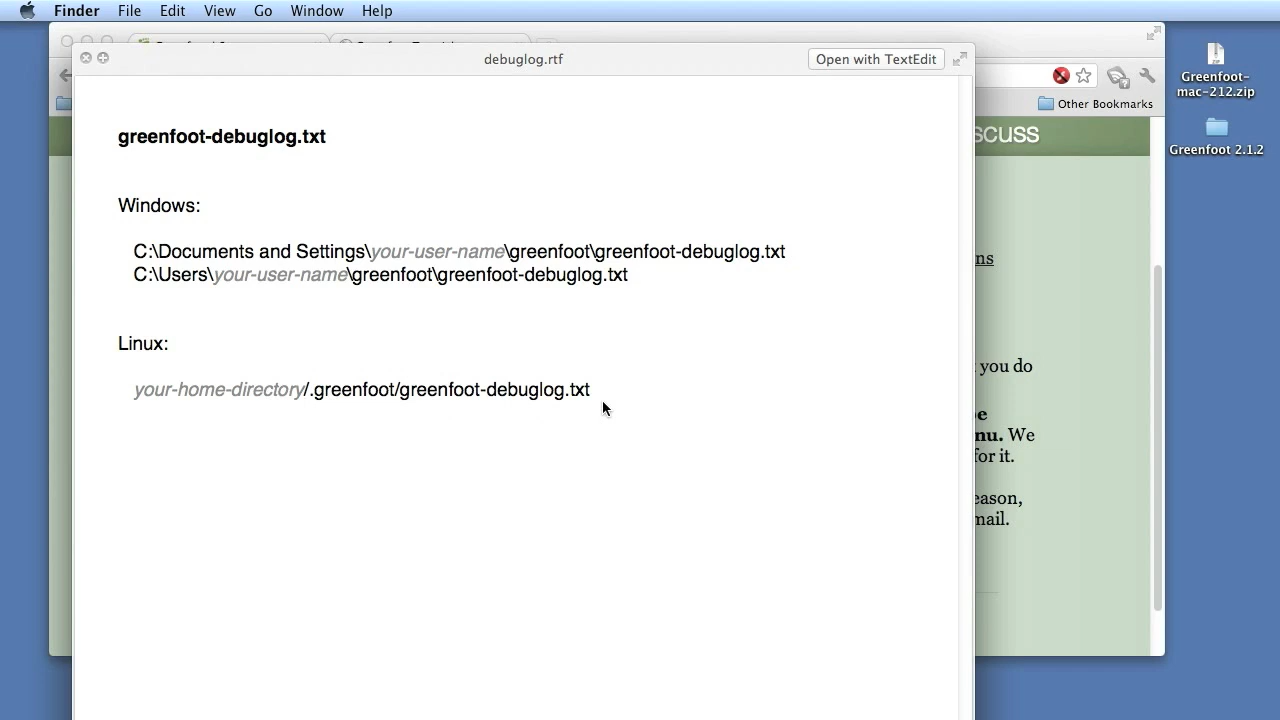 Finder File Edit View Go Window Help
debuglog.rtf
Open with TextEdit
Other Bookmarks
Greenfoot-
mac-212.zip
Greenfoot 2.1.2
greenfoot-debuglog.txt
Windows:
C:\Documents and Settings\your-user-name\greenfoot\greenfoot-debuglog.txt
C:\Users\your-user-name\greenfoot\greenfoot-debuglog.txt
Linux:
your-home-directory/.greenfoot/greenfoot-debuglog.txt
scuss
ns
you do
e
nu. We
for it.
eason,
mail.